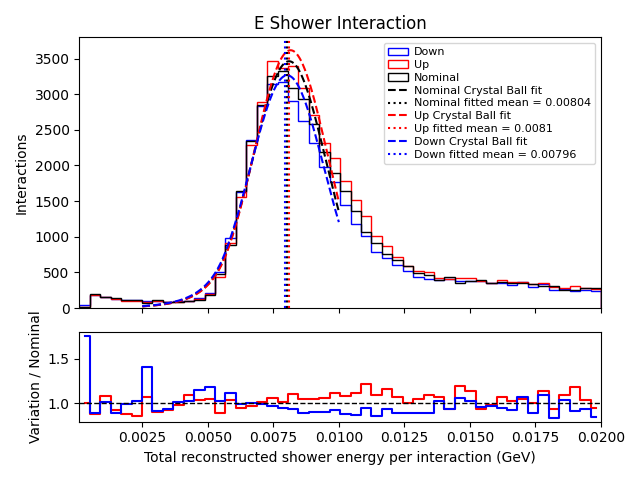 E Shower Interaction
Interactions
3500
3000
2500
2000
1500
1000
500
0
Down
Up
Nominal
Nominal Crystal Ball fit
Nominal fitted mean = 0.00804
Up Crystal Ball fit
Up fitted mean = 0.0081
Down Crystal Ball fit
Down fitted mean = 0.00796
Variation / Nominal
1.5
1.0
0.0025 0.0050 0.0075 0.0100 0.0125 0.0150 0.0175 0.0200
Total reconstructed shower energy per interaction (GeV)